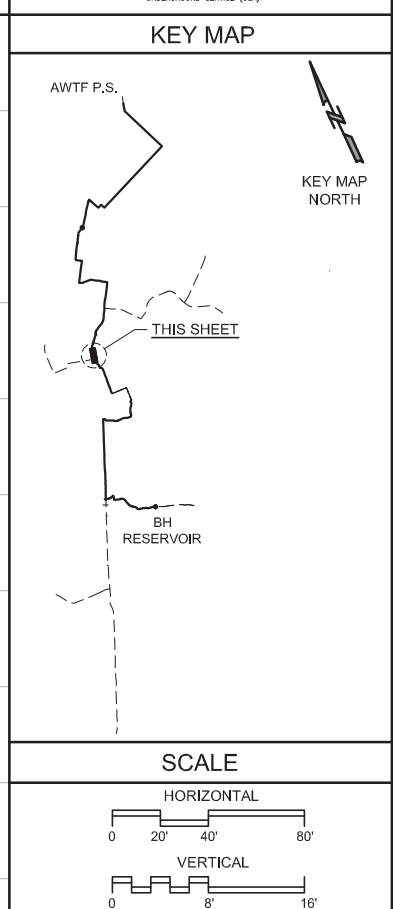 KEY MAP
AWTF P.S.
KEY MAP
NORTH
THIS SHEET
BH
RESERVOIR
SCALE
HORIZONTAL
0 20' 40' 80'
VERTICAL
0 8' 16'